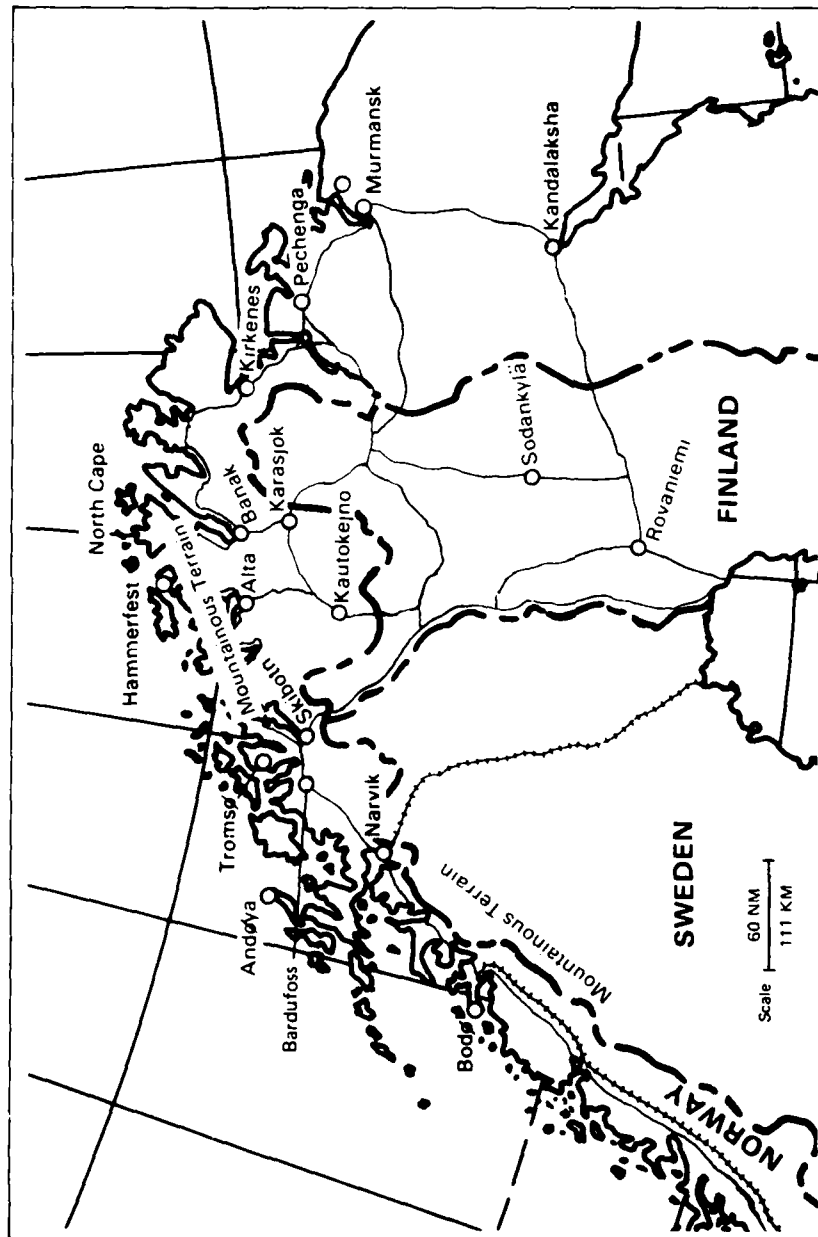 North Cape
Hammerfest
Mountainous Terrain
Alta
Banak
Karasjok
Kautokejno
Kirkenes
Pechenga
Murmansk
Kandalaksha
Skibotn
Tromsø
Andøya
Bardufoss
Narvik
Bodø
Mountainous Terrain
Sodankylä
Rovaniemi
FINLAND
SWEDEN
NORWAY
Scale
60 NM
111 KM